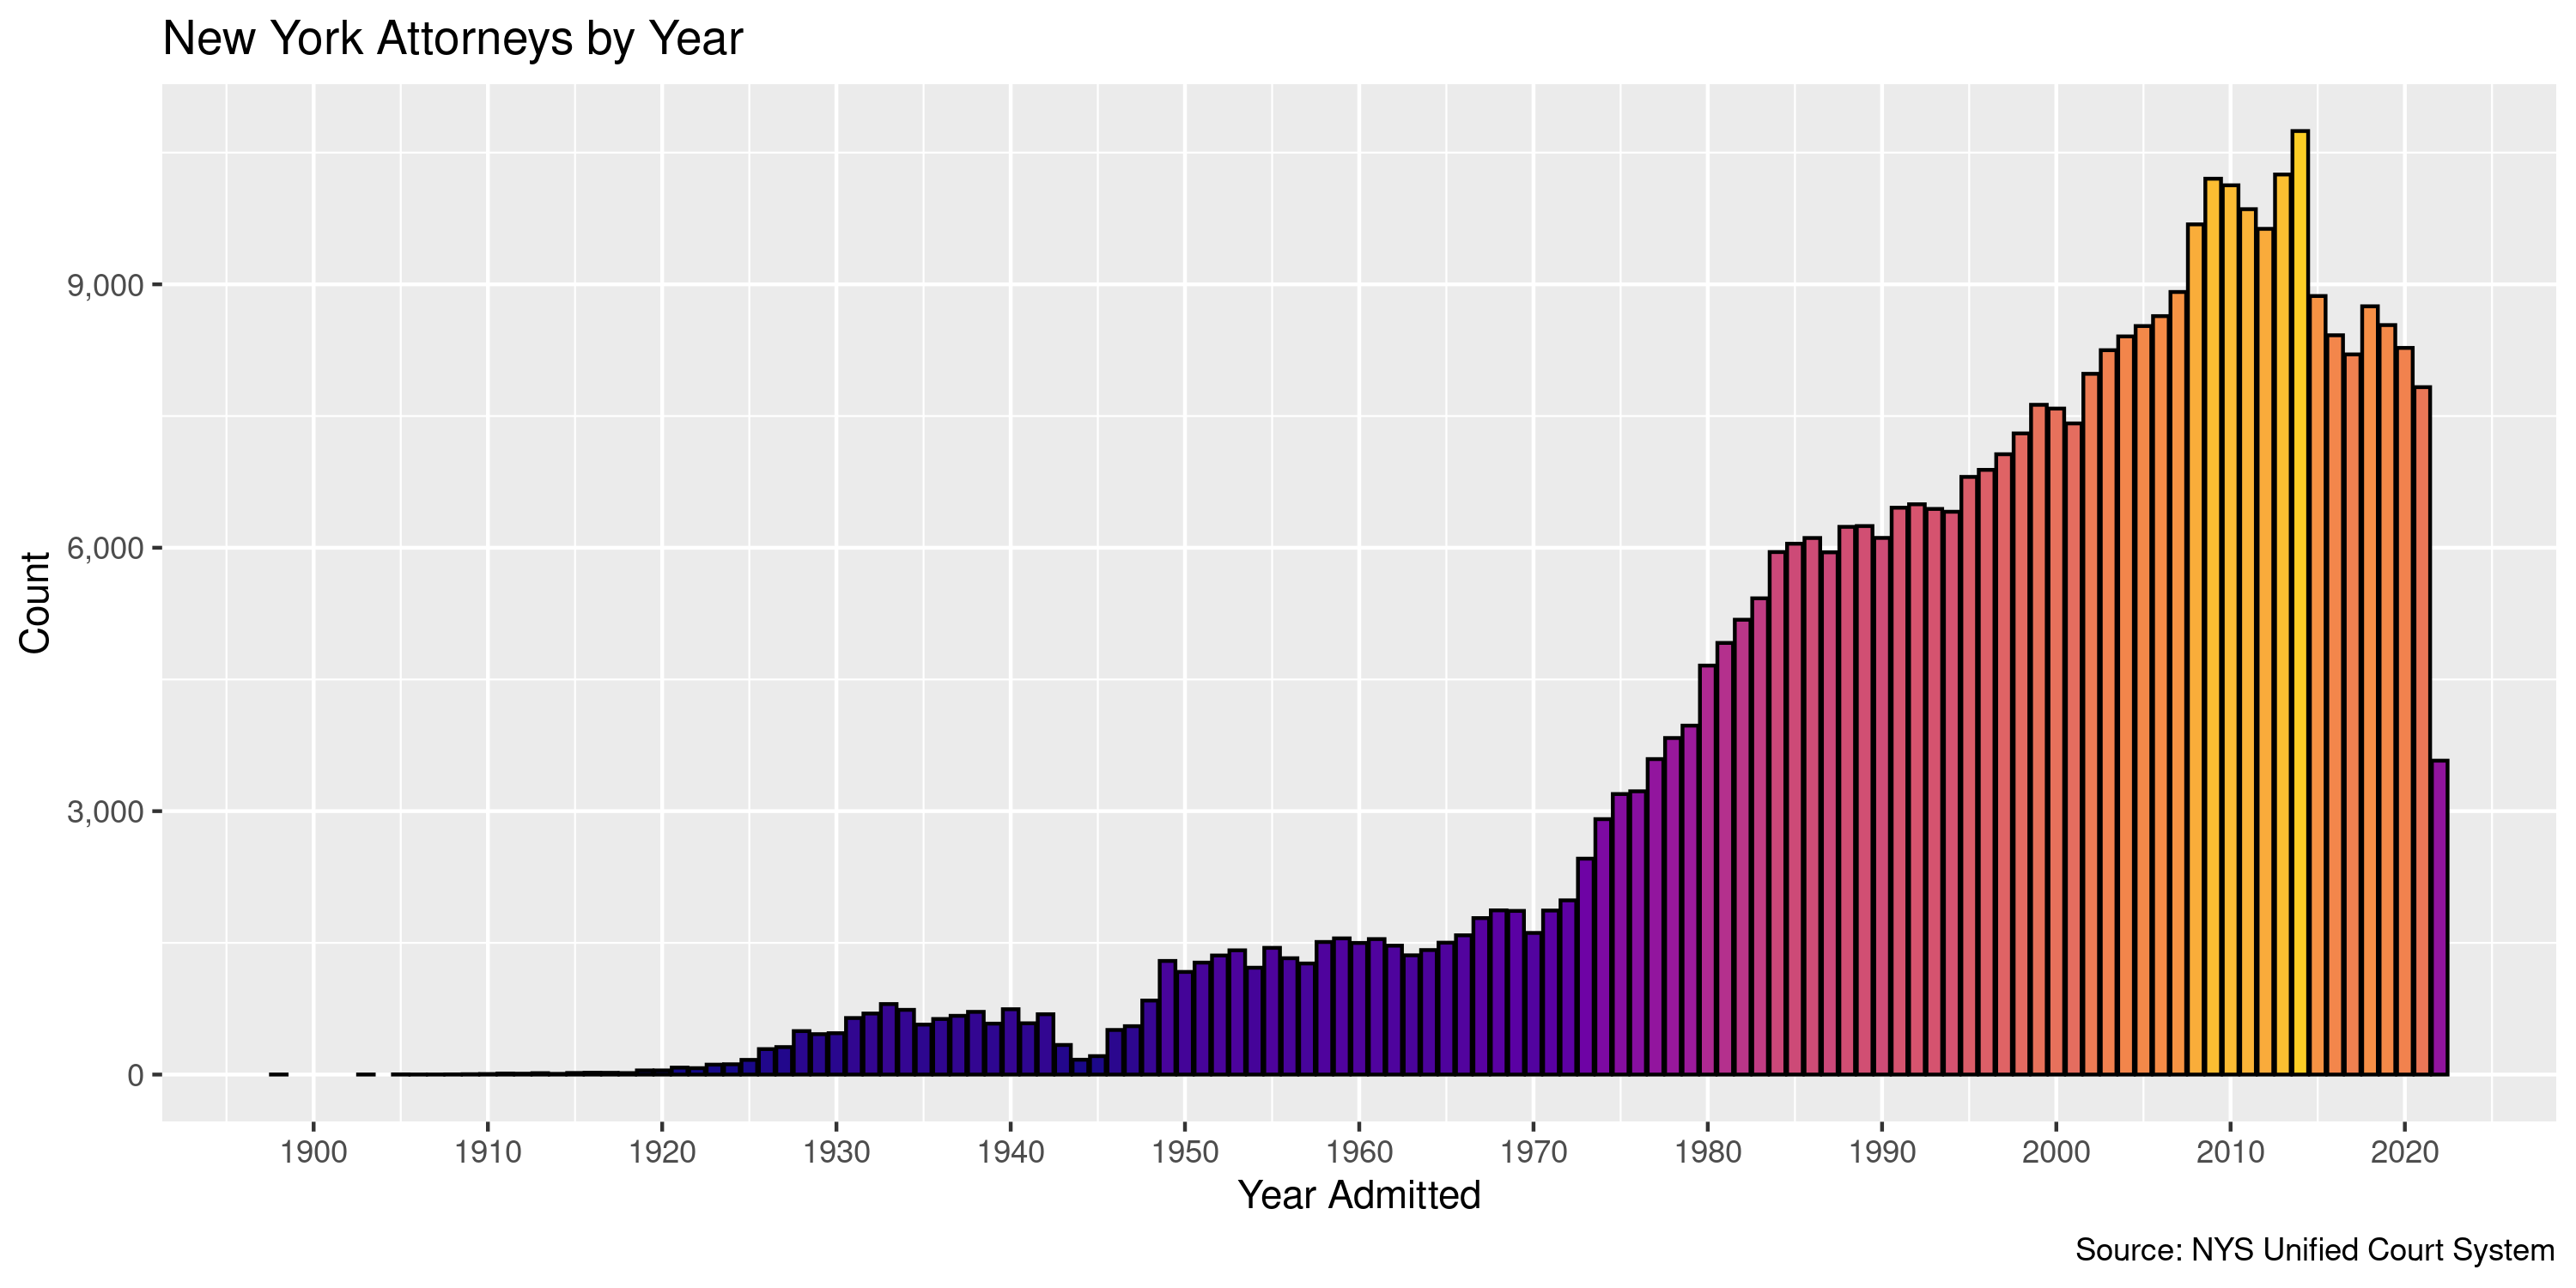 New York Attorneys by Year
Count
9,000
6,000
3,000
0
1900 1910 1920 1930 1940 1950 1960 1970 1980 1990 2000 2010 2020
Year Admitted
Source: NYS Unified Court System